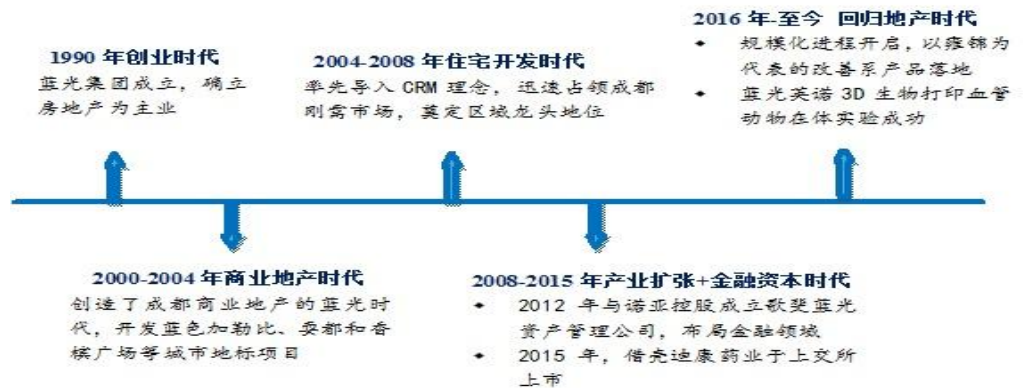 1990 年创业时代
蓝光集团成立，确立
房地产为主业
2004-2008 年住宅开发时代
率先导入 CRM 理念，迅速占领成都
刚需市场，奠定区域龙头地位
2016 年-至今 回归地产时代
规模化进程开启，以雍锦为
代表的改善系产品落地
蓝光英诺 3D 生物打印血管
动物在体实验成功
2000-2004 年商业地产时代
创造了成都商业地产的蓝光时
代，开发蓝色加勒比、耍都和香
槟广场等城市地标项目
2008-2015 年产业扩张+金融资本时代
2012 年与诺亚控股成立歌斐蓝光
资产管理公司，布局金融领域
2015 年，借壳迪康药业于上交所
上市